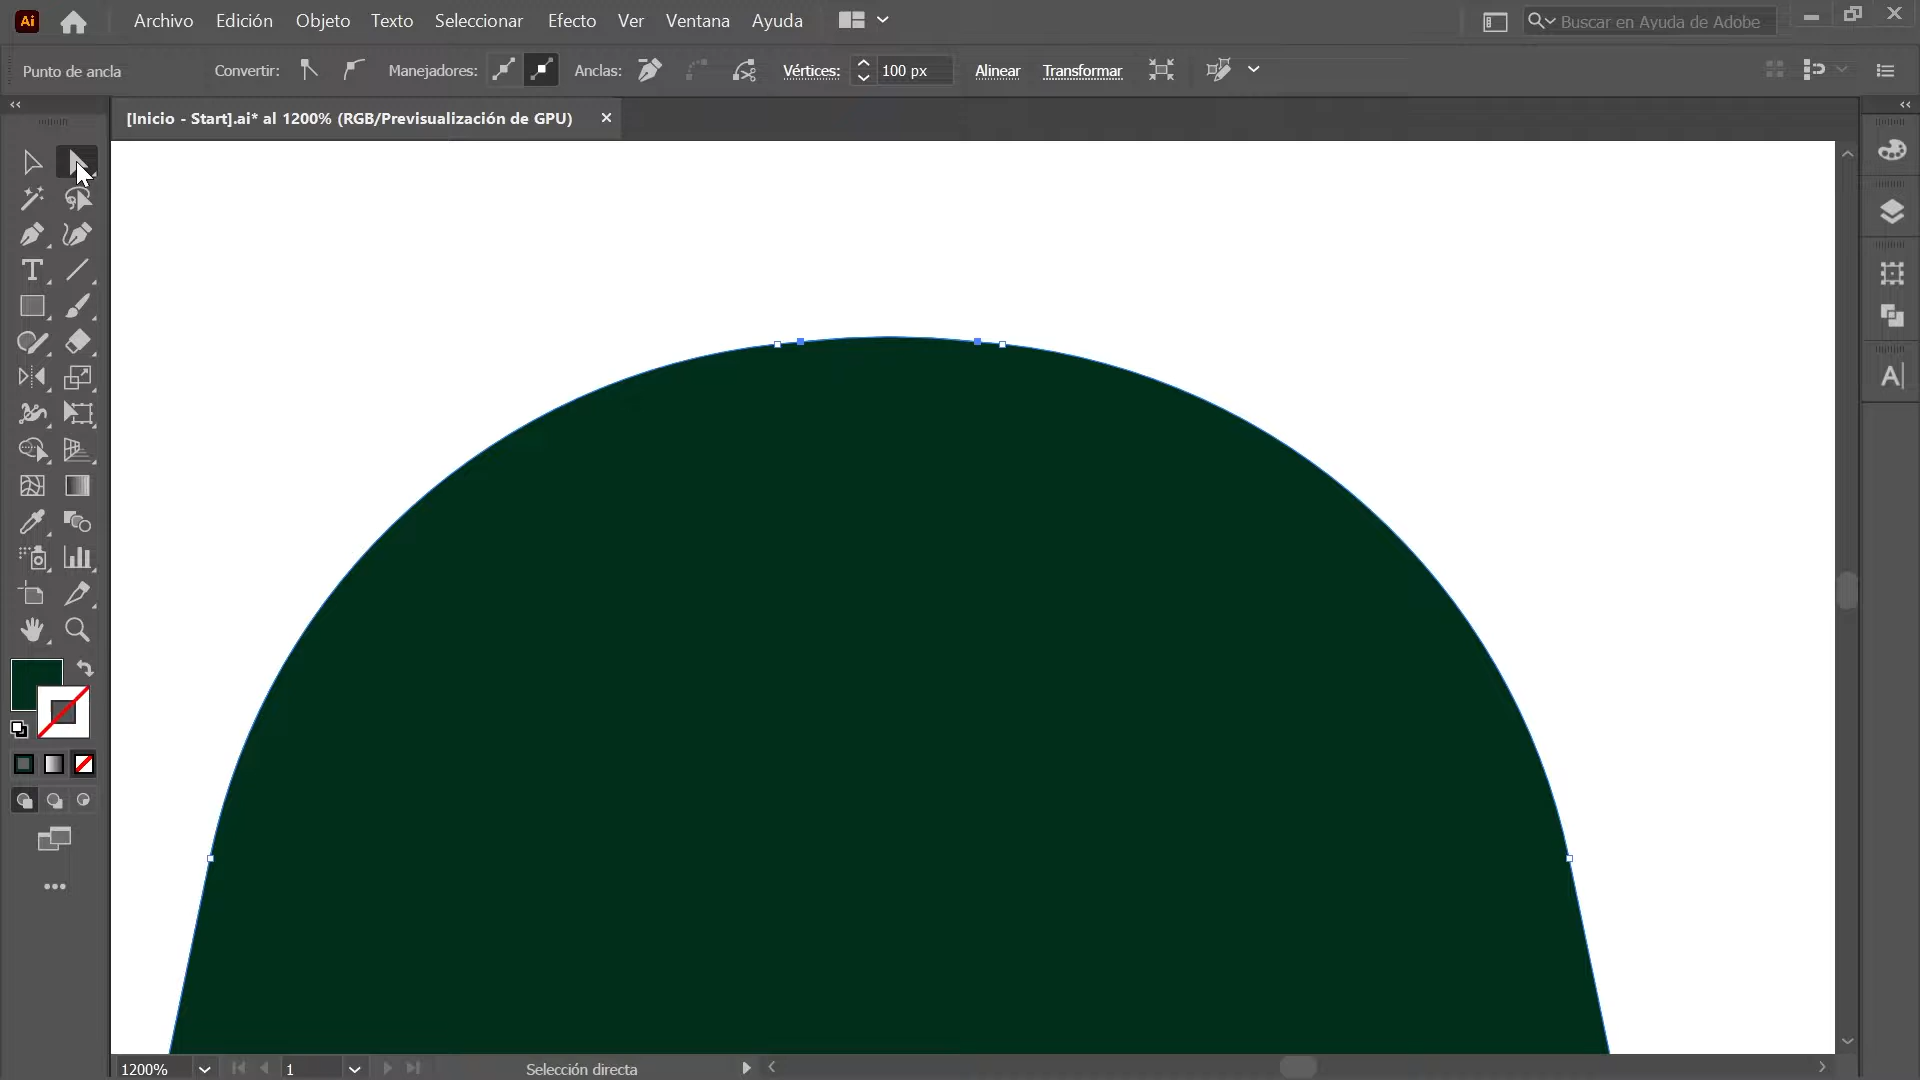 Ai Archivo Edición Objeto Texto Seleccionar Efecto Ver Ventana Ayuda Buscar en Ayuda de Adobe
Punto de ancla Convertir: Manejadores: Anclas: Vértices: 100 px Alinear Transformar
[Inicio - Start].ai* al 1200% (RGB/Previsualización de GPU)
1200% 1 Selección directa